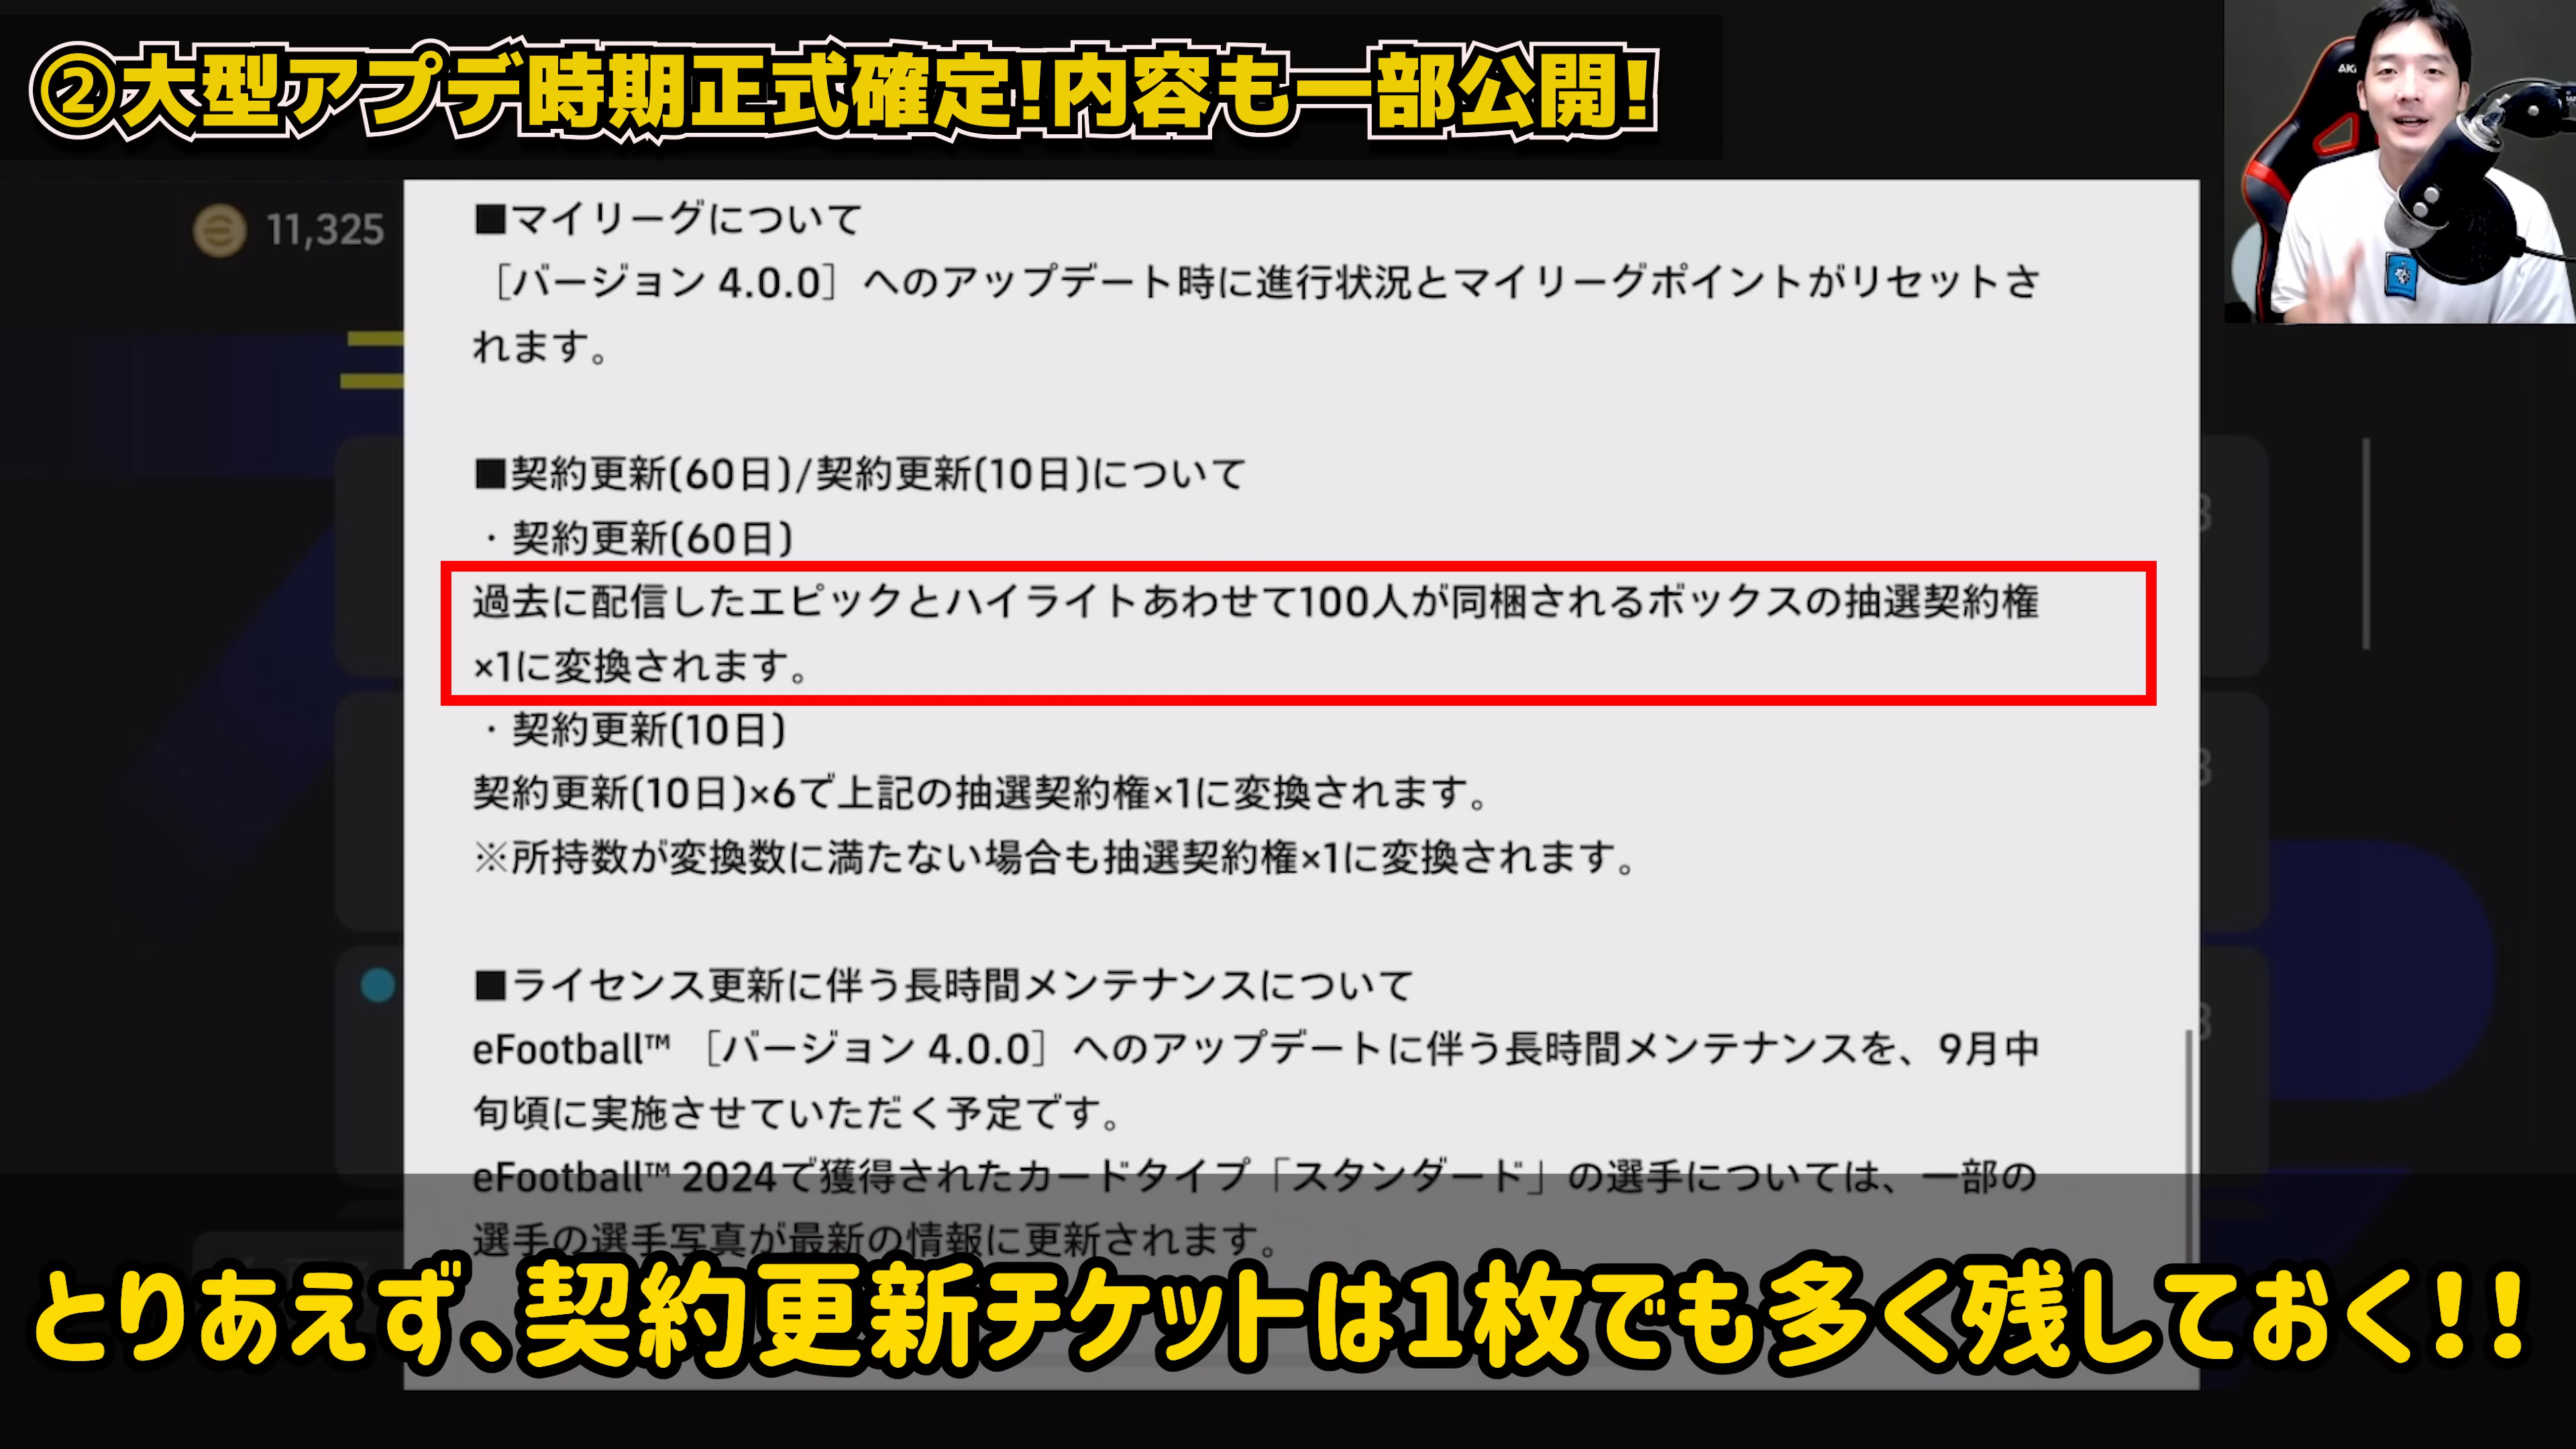 ②大型アプデ時期正式確定!内容も一部公開!
11,325
■マイリーグについて
［バージョン 4.0.0］へのアップデート時に進行状況とマイリーグポイントがリセットさ
れます。
■契約更新(60日)/契約更新(10日)について
・契約更新(60日)
過去に配信したエピックとハイライトあわせて100人が同梱されるボックスの抽選契約権
×1に変換されます。
・契約更新(10日)
契約更新(10日)×6で上記の抽選契約権×1に変換されます。
※所持数が変換数に満たない場合も抽選契約権×1に変換されます。
■ライセンス更新に伴う長時間メンテナンスについて
eFootball™ ［バージョン 4.0.0］へのアップデートに伴う長時間メンテナンスを、9月中
旬頃に実施させていただく予定です。
eFootball™ 2024で獲得されたカードタイプ「スタンダード」の選手については、一部の
選手の選手写真が最新の情報に更新されます。
とりあえず、契約更新チケットは1枚でも多く残しておく！！